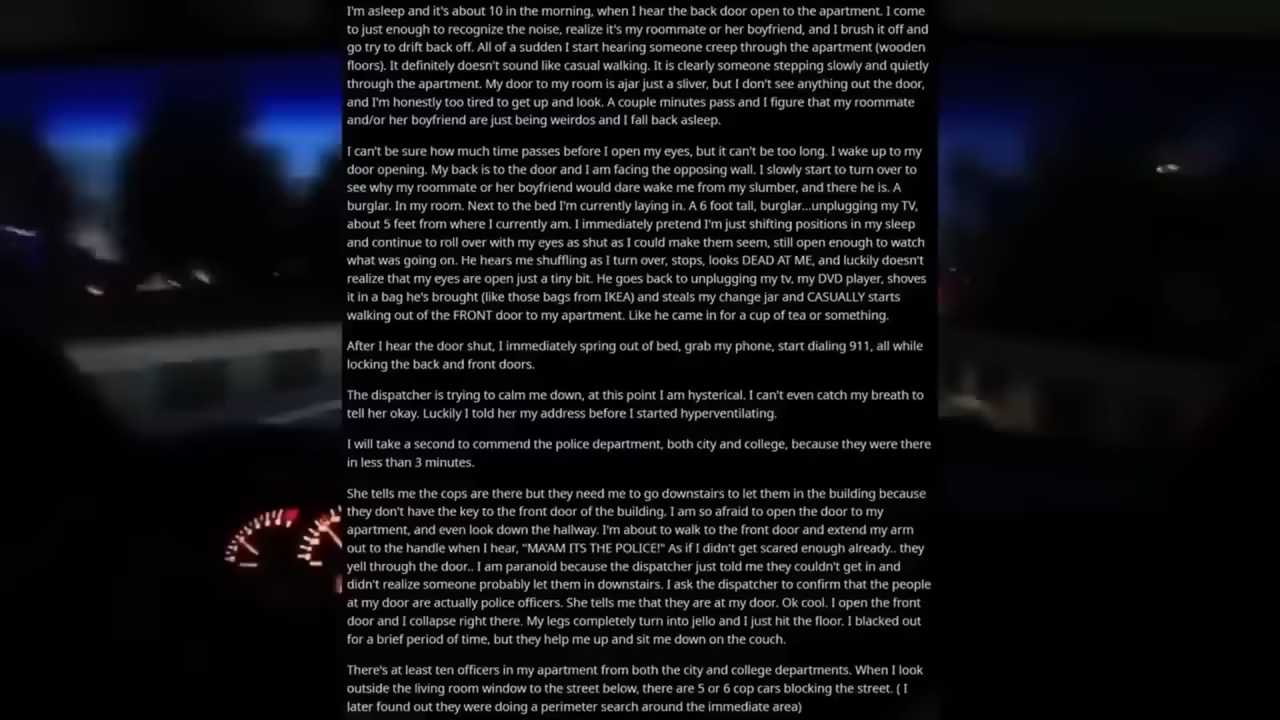 I'm asleep and it's about 10 in the morning, when I hear the back door open to the apartment. I come
to just enough to recognize the noise, realize it's my roommate or her boyfriend, and I brush it off and
go try to drift back off. All of a sudden I start hearing someone creep through the apartment (wooden
floors). It definitely doesn't sound like casual walking. It is clearly someone stepping slowly and quietly
through the apartment. My door to my room is ajar just a sliver, but I don't see anything out the door,
and I'm honestly too tired to get up and look. A couple minutes pass and I figure that my roommate
and/or her boyfriend are just being weirdos and I fall back asleep.
I can't be sure how much time passes before I open my eyes, but it can't be too long. I wake up to my
door opening. My back is to the door and I am facing the opposing wall. I slowly start to turn over to
see why my roommate or her boyfriend would dare wake me from my slumber, and there he is. A
burglar. In my room. Next to the bed I'm currently laying in. A 6 foot tall, burglar...unplugging my TV,
about 5 feet from where I currently am. I immediately pretend I'm just shifting positions in my sleep
and continue to roll over with my eyes as shut as I could make them seem, still open enough to watch
what was going on. He hears me shuffling as I turn over, stops, looks DEAD AT ME, and luckily doesn't
realize that my eyes are open just a tiny bit. He goes back to unplugging my tv, my DVD player, shoves
it in a bag he's brought (like those bags from IKEA) and steals my change jar and CASUALLY starts
walking out of the FRONT door to my apartment. Like he came in for a cup of tea or something.
After I hear the door shut, I immediately spring out of bed, grab my phone, start dialing 911, all while
locking the back and front doors.
The dispatcher is trying to calm me down, at this point I am hysterical. I can't even catch my breath to
tell her okay. Luckily I told her my address before I started hyperventilating.
I will take a second to commend the police department, both city and college, because they were there
in less than 3 minutes.
She tells me the cops are there but they need me to go downstairs to let them in the building because
they don't have the key to the front door of the building. I am so afraid to open the door to my
apartment, and even look down the hallway. I'm about to walk to the front door and extend my arm
out to the handle when I hear, "MA'AM ITS THE POLICE!" As if I didn't get scared enough already.. they
yell through the door.. I am paranoid because the dispatcher just told me they couldn't get in and
didn't realize someone probably let them in downstairs. I ask the dispatcher to confirm that the people
at my door are actually police officers. She tells me that they are at my door. Ok cool. I open the front
door and I collapse right there. My legs completely turn into jello and I just hit the floor. I blacked out
for a brief period of time, but they help me up and sit me down on the couch.
There's at least ten officers in my apartment from both the city and college departments. When I look
outside the living room window to the street below, there are 5 or 6 cop cars blocking the street. ( I
later found out they were doing a perimeter search around the immediate area)